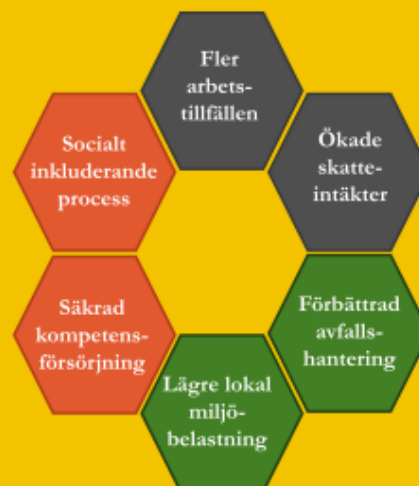 Fler
arbets-
tillfällen
Socialt
inkluderande
process
Ökade
skatte-
intäkter
Säkrad
kompetens-
försörjning
Förbättrad
avfalls-
hantering
Lägre lokal
miljö-
belastning